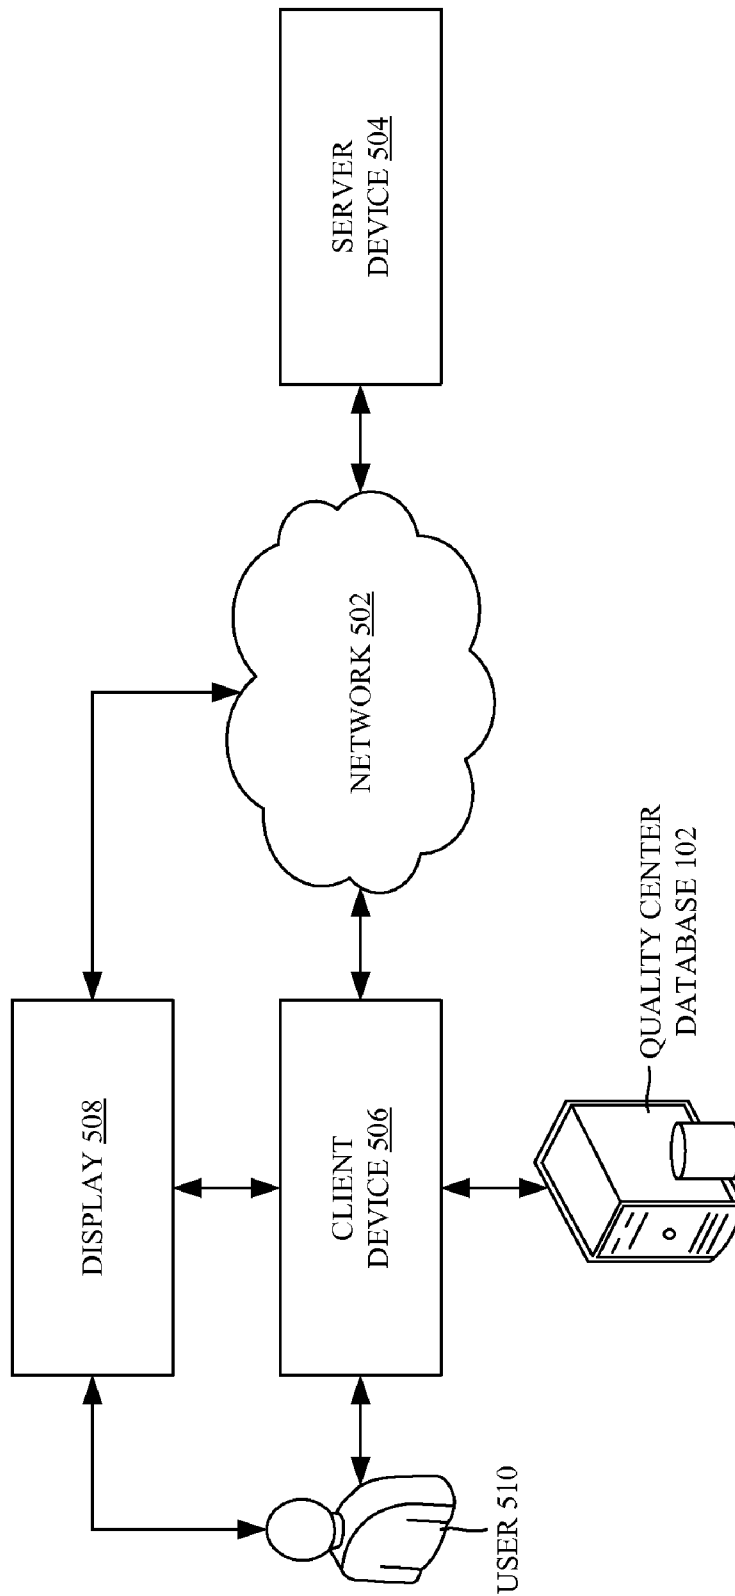 DISPLAY 508
USER 510
CLIENT
DEVICE 506
NETWORK 502
SERVER
DEVICE 504
QUALITY CENTER
DATABASE 102